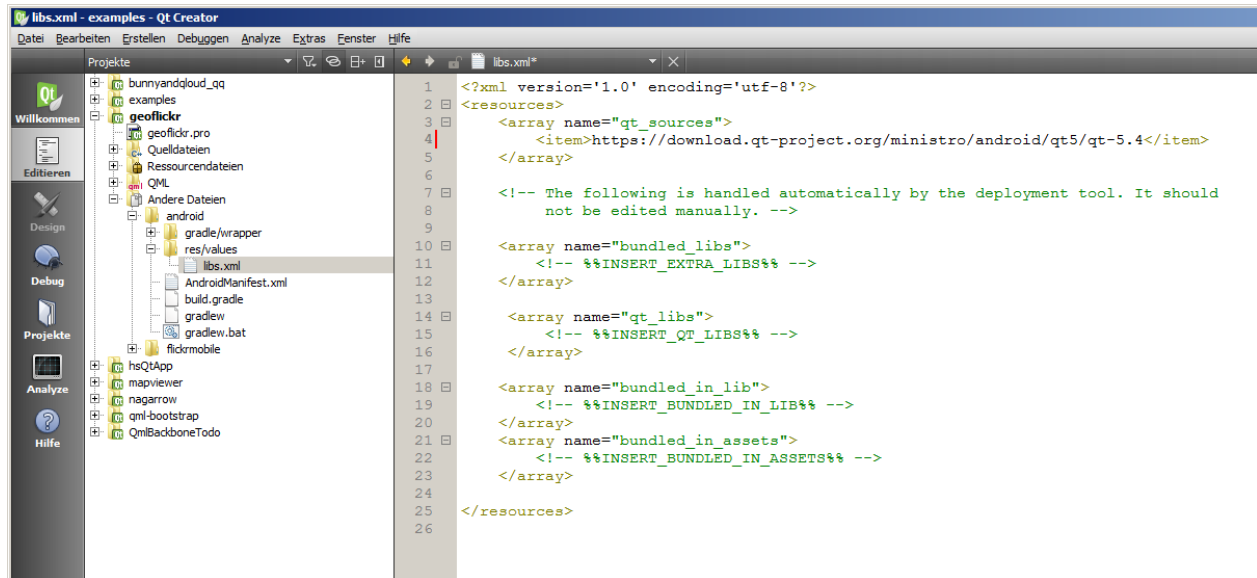 libs.xml - examples - Qt Creator
Datei Bearbeiten Erstellen Debuggen Analyze Extras Fenster Hilfe
Projekte
libs.xml*
Willkommen
Editieren
Design
Debug
Projekte
Analyze
Hilfe
bunnyandqloud_qq
examples
geoflickr
geoflickr.pro
Quelldateien
Ressourcendateien
QML
Andere Dateien
android
gradle/wrapper
res/values
libs.xml
AndroidManifest.xml
build.gradle
gradlew
gradlew.bat
flickrmobile
hsQtApp
mapviewer
nagarrow
qml-bootstrap
QmlBackboneTodo
1 <?xml version='1.0' encoding='utf-8'?>
2 <resources>
3 <array name="qt_sources">
4 <item>https://download.qt-project.org/ministro/android/qt5/qt-5.4</item>
5 </array>
6
7 <!-- The following is handled automatically by the deployment tool. It should
8 not be edited manually. -->
9
10 <array name="bundled_libs">
11 <!-- %%INSERT_EXTRA_LIBS%% -->
12 </array>
13
14 <array name="qt_libs">
15 <!-- %%INSERT_QT_LIBS%% -->
16 </array>
17
18 <array name="bundled_in_lib">
19 <!-- %%INSERT_BUNDLED_IN_LIB%% -->
20 </array>
21 <array name="bundled_in_assets">
22 <!-- %%INSERT_BUNDLED_IN_ASSETS%% -->
23 </array>
24
25 </resources>
26